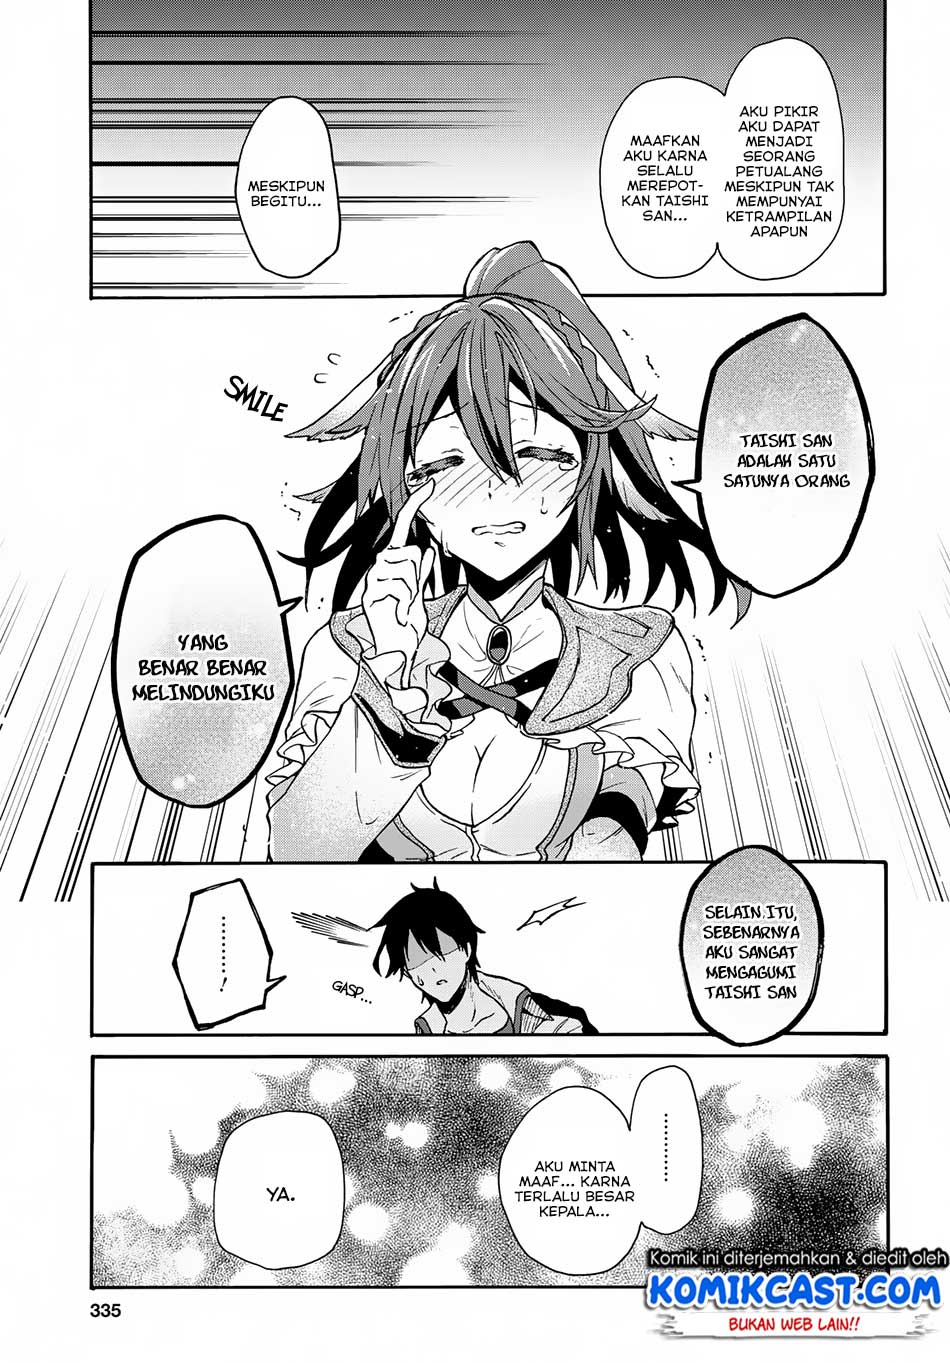 AKU PIKIR
AKU DAPAT
MENJADI
SEORANG
PETUALANG
MESKIPUN TAK
MEMPUNYAI
KETRAMPILAN
APAPUN
MAAFKAN
AKU KARNA
SELALU
MEREPOT-
KAN TAISHI
SAN...
MESKIPUN
BEGITU...
SMILE
TAISHI SAN
ADALAH SATU
SATUNYA ORANG
YANG
BENAR BENAR
MELINDUNGIKU
SELAIN ITU,
SEBENARNYA
AKU SANGAT
MENGAGUMI
TAISHI SAN
GASP...
........
.........
AKU MINTA
MAAF... KARNA
TERLALU BESAR
KEPALA...
YA.
335
Komik ini diterjemahkan & diedit oleh
KOMIKCAST.COM
BUKAN WEB LAIN!!